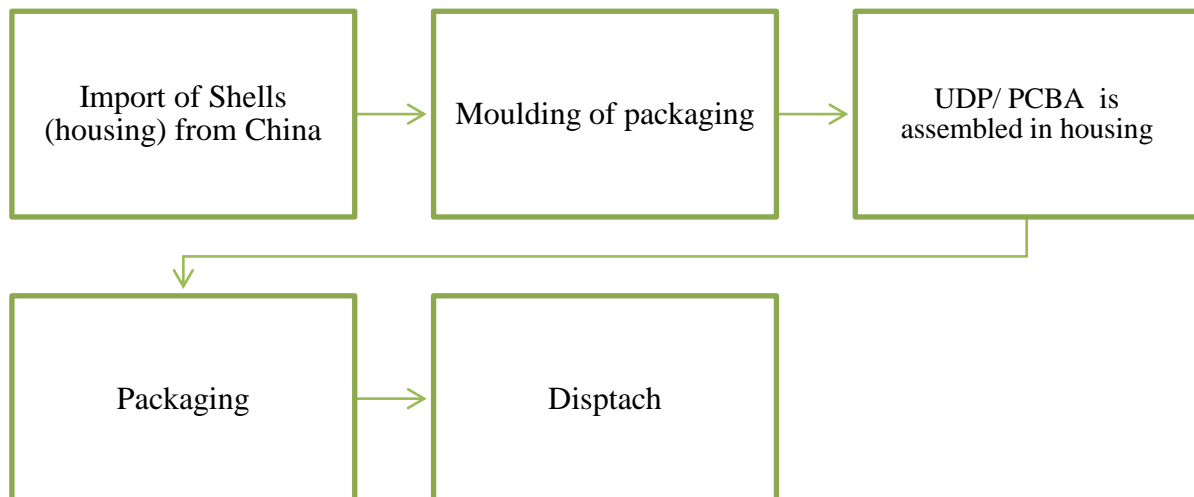 Import of Shells
(housing) from China
Moulding of packaging
UDP/ PCBA  is
assembled in housing
Packaging
Disptach